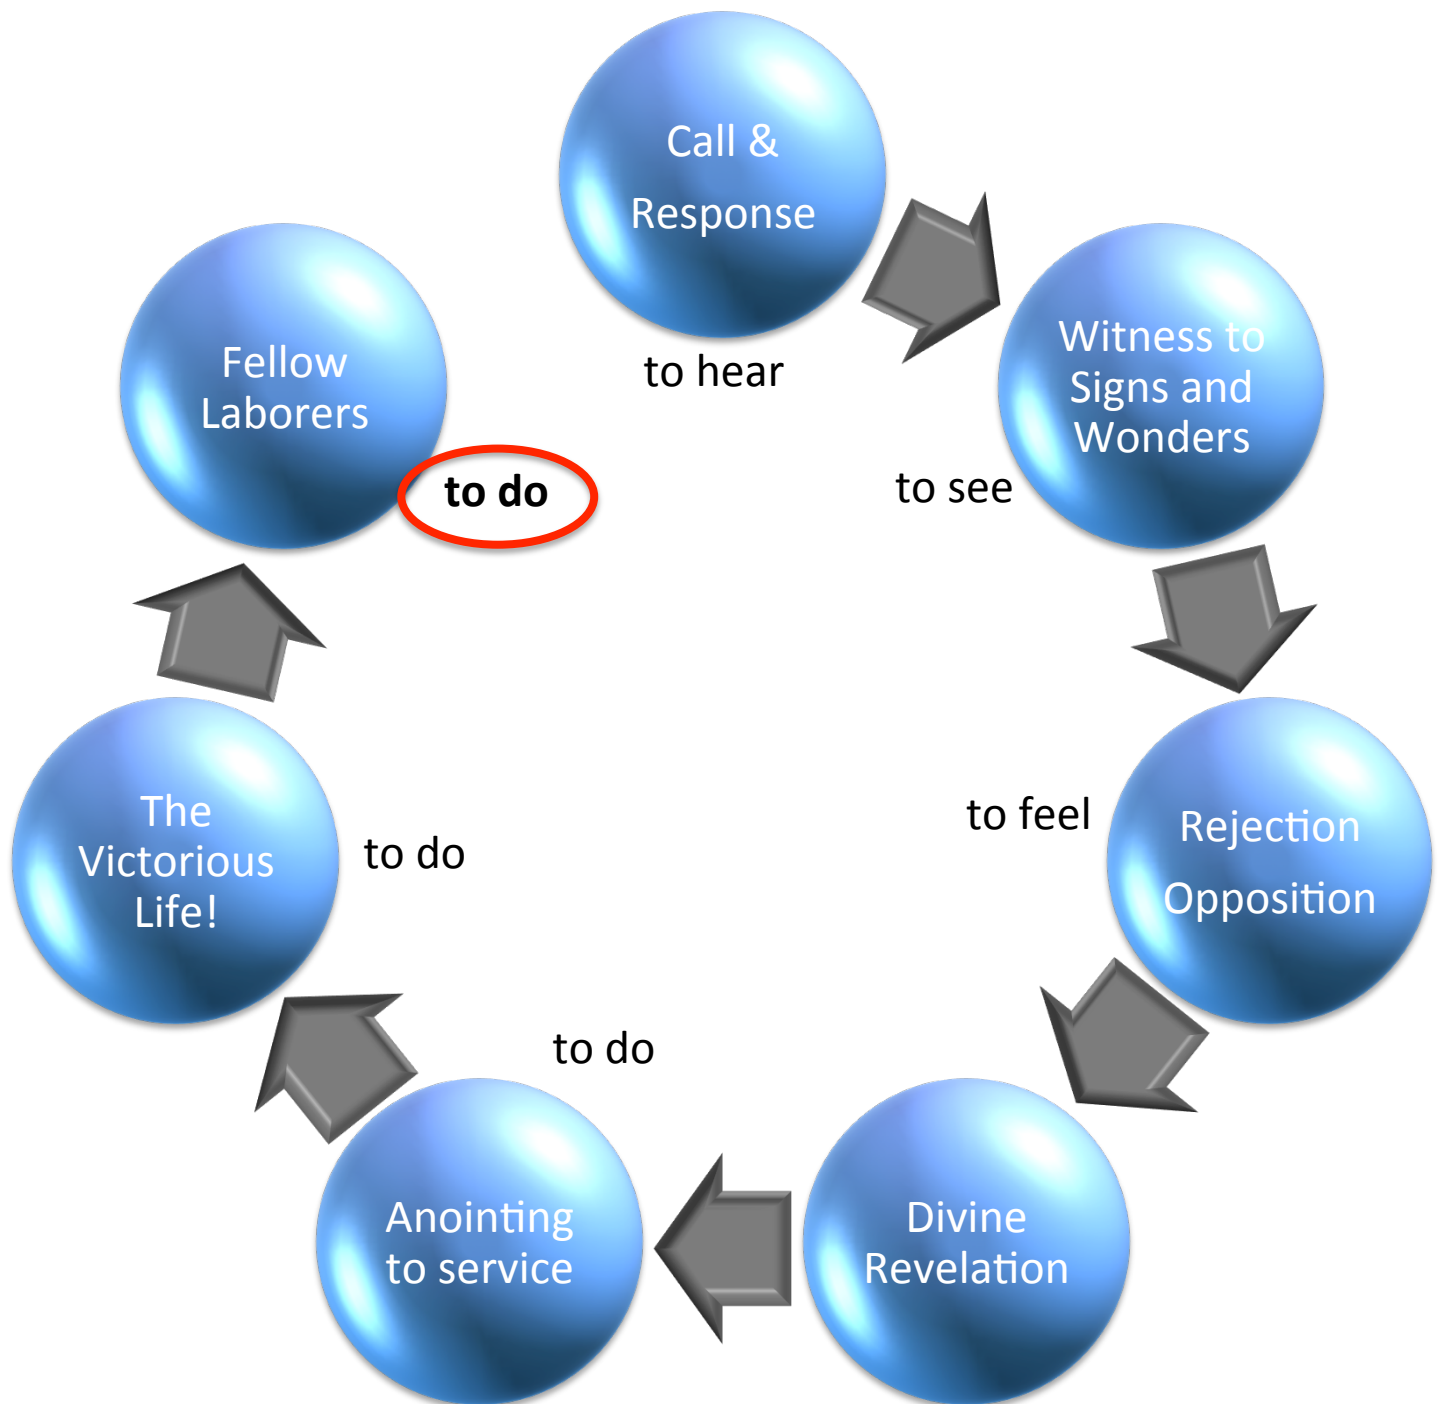 Call &
Response
to hear
Witness to
Signs and
Wonders
to see
Rejection
Opposition
to feel
Divine
Revelation
Anointing
to service
to do
The
Victorious
Life!
to do
Fellow
Laborers
to do